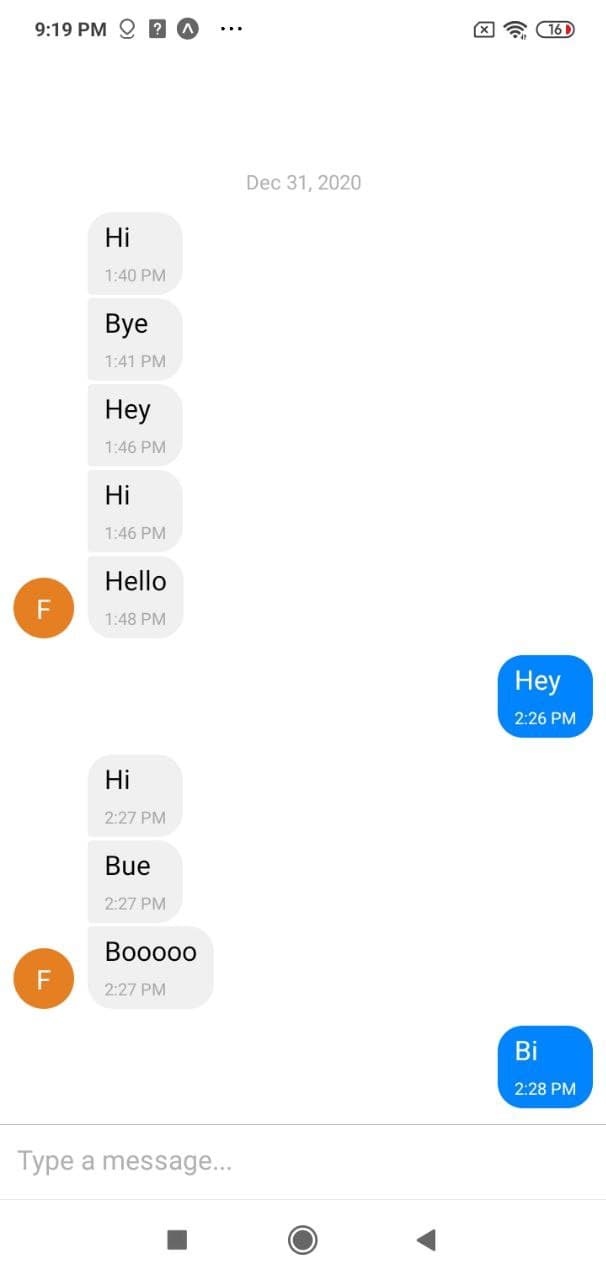 9:19 PM ? ... 16
Dec 31, 2020
Hi
1:40 PM
Bye
1:41 PM
Hey
1:46 PM
Hi
1:46 PM
Hello
1:48 PM
F
Hey
2:26 PM
Hi
2:27 PM
Bue
2:27 PM
Booooo
2:27 PM
F
Bi
2:28 PM
Type a message...